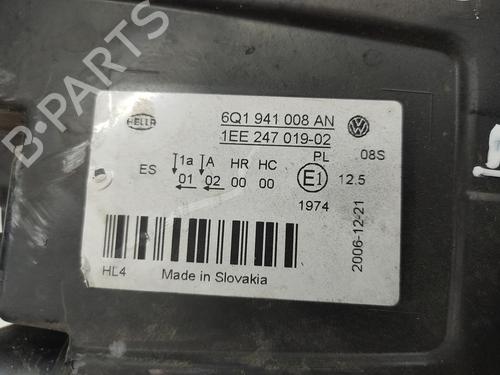 HELLA
6Q1 941 008 AN
1EE 247 019-02
ES
1a A HR HC PL 08S
01 02 00 00 E1 12.5
1974
2006-12-21
HL4
Made in Slovakia